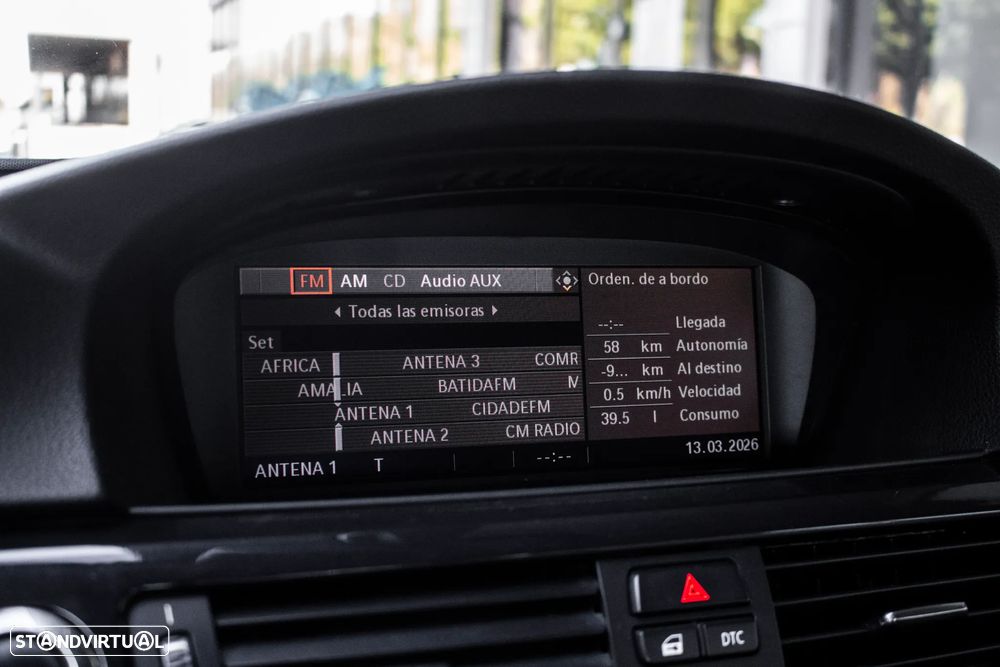 FM AM CD Audio AUX
Todas las emisoras
Set
AFRICA ANTENA 3 COMR
AMALIA BATIDAFM IV
ANTENA 1 CIDADEFM
ANTENA 2 CM RADIO
ANTENA 1 T --:--
Orden. de a bordo
--:-- Llegada
58 km Autonomía
-9... km Al destino
0.5 km/h Velocidad
39.5 l Consumo
13.03.2026
DTC
STANDVIRTUAL